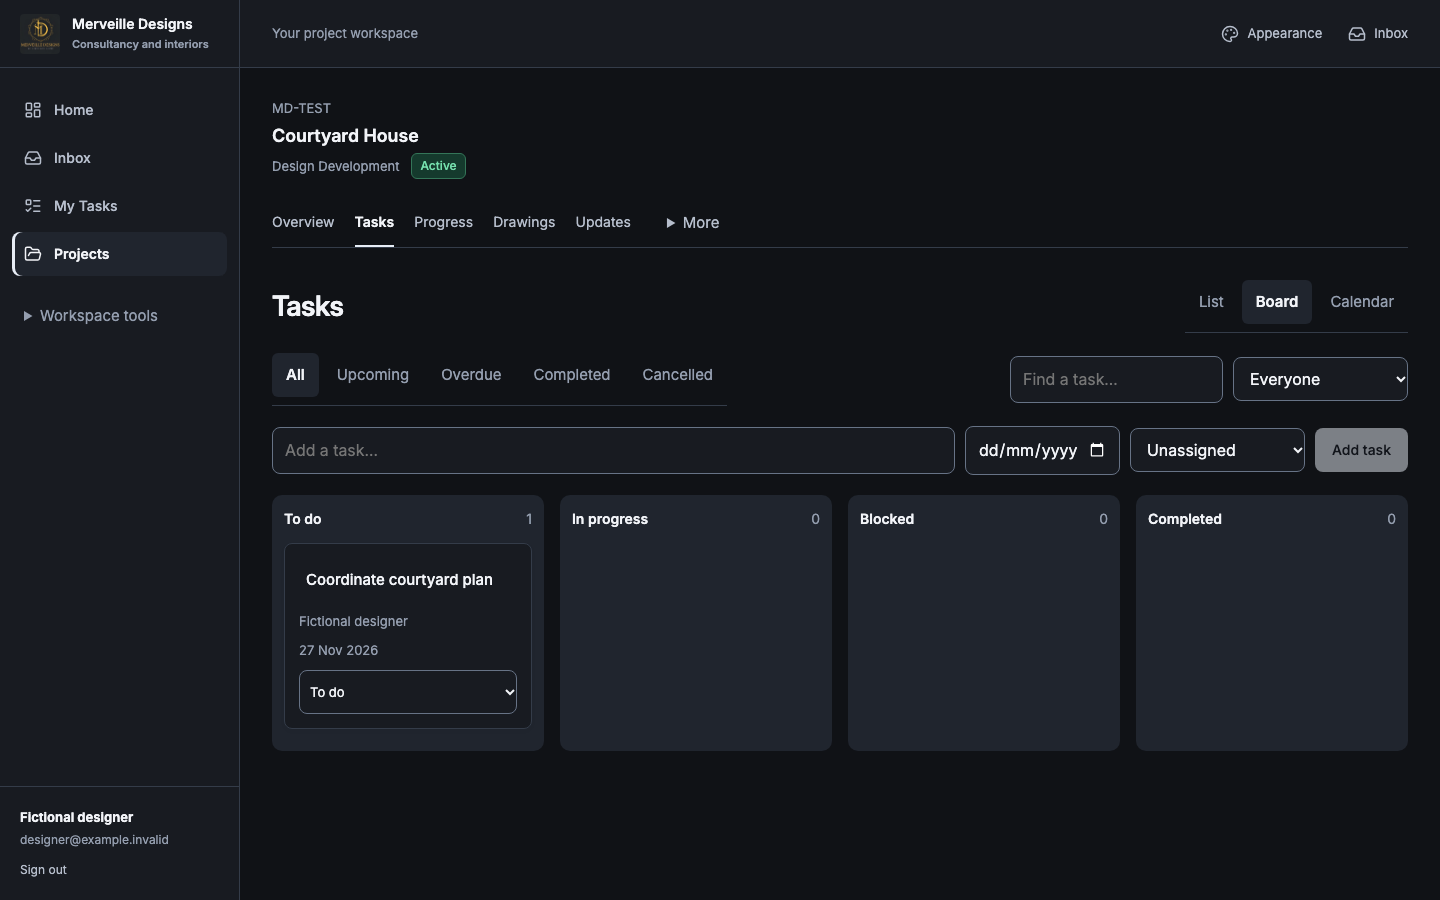 Merveille Designs
Consultancy and interiors
Your project workspace
Appearance
Inbox
Home
Inbox
My Tasks
Projects
Workspace tools
MD-TEST
Courtyard House
Design Development Active
Overview Tasks Progress Drawings Updates More
Tasks
List Board Calendar
All Upcoming Overdue Completed Cancelled
Find a task...
Everyone
Add a task...
dd/mm/yyyy
Unassigned
Add task
To do 1
Coordinate courtyard plan
Fictional designer
27 Nov 2026
To do
In progress 0
Blocked 0
Completed 0
Fictional designer
designer@example.invalid
Sign out